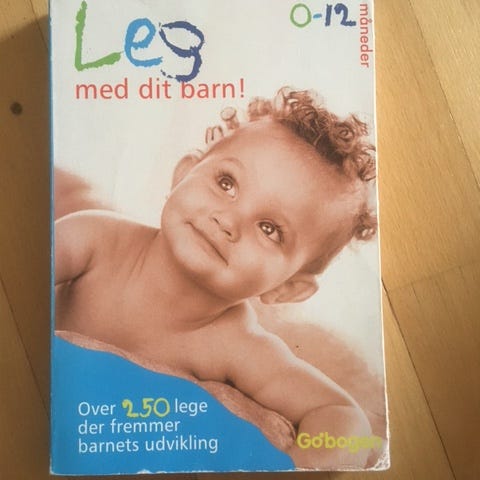 Leg
0-12
måneder
med dit barn!
Over 250 lege
der fremmer
barnets udvikling
Go'bogen